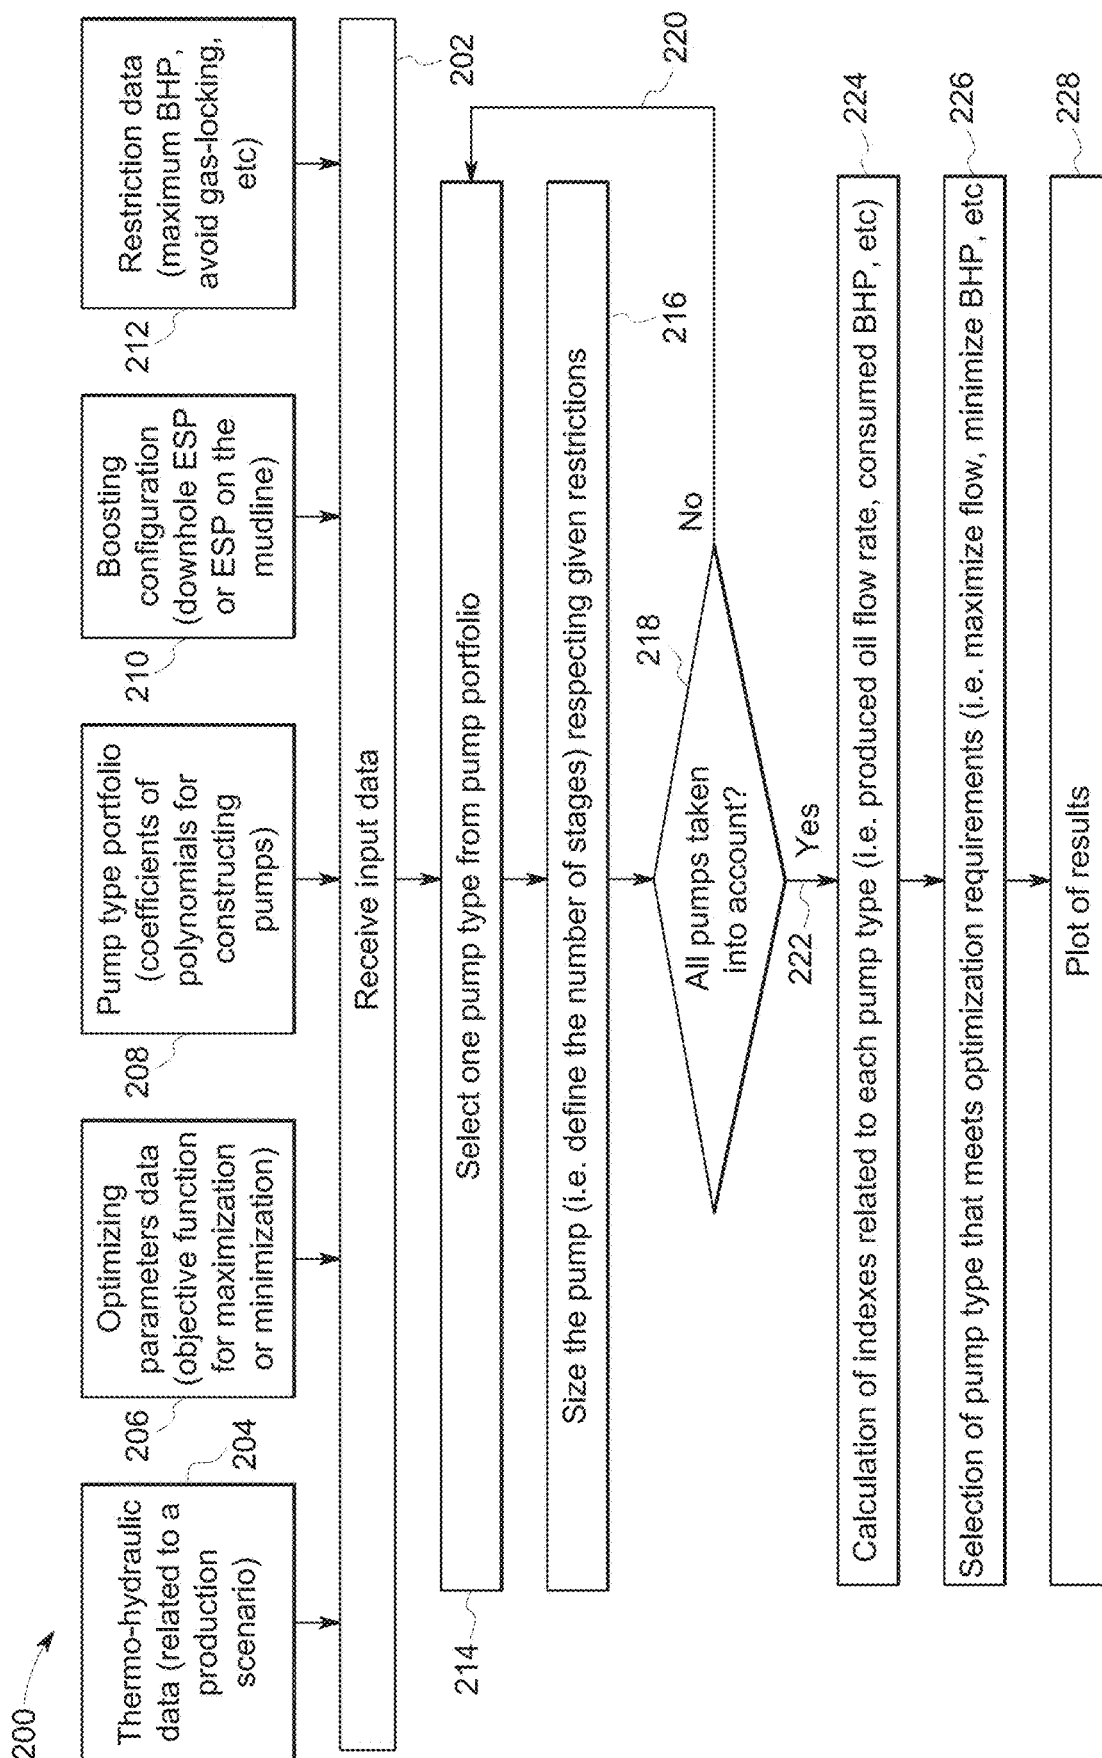 200
Thermo-hydraulic
data (related to a
production
scenario)
204
Optimizing
parameters data
(objective function
for maximization
or minimization)
206
Pump type portfolio
(coefficients of
polynomials for
constructing
pumps)
208
Boosting
configuration
(downhole ESP
or ESP on the
mudline)
210
Restriction data
(maximum BHP,
avoid gas-locking,
etc)
212
Receive input data
202
Select one pump type from pump portfolio
214
220
Size the pump (i.e. define the number of stages) respecting given restrictions
216
All pumps taken
into account?
218
No
Yes
222
Calculation of indexes related to each pump type (i.e. produced oil flow rate, consumed BHP, etc)
224
Selection of pump type that meets optimization requirements (i.e. maximize flow, minimize BHP, etc
226
Plot of results
228